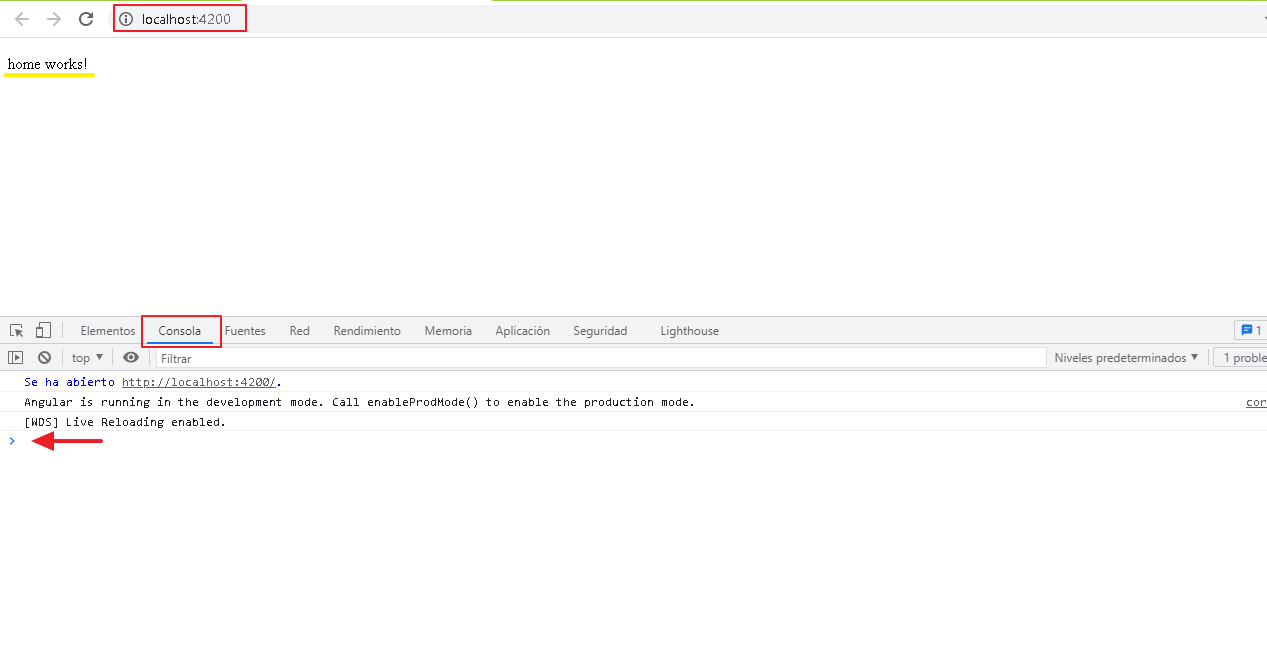 localhost:4200
home works!
Elementos Consola Fuentes Red Rendimiento Memoria Aplicación Seguridad Lighthouse 1
top Filtrar Niveles predeterminados 1 proble
Se ha abierto http://localhost:4200/.
Angular is running in the development mode. Call enableProdMode() to enable the production mode. cor
[WDS] Live Reloading enabled.